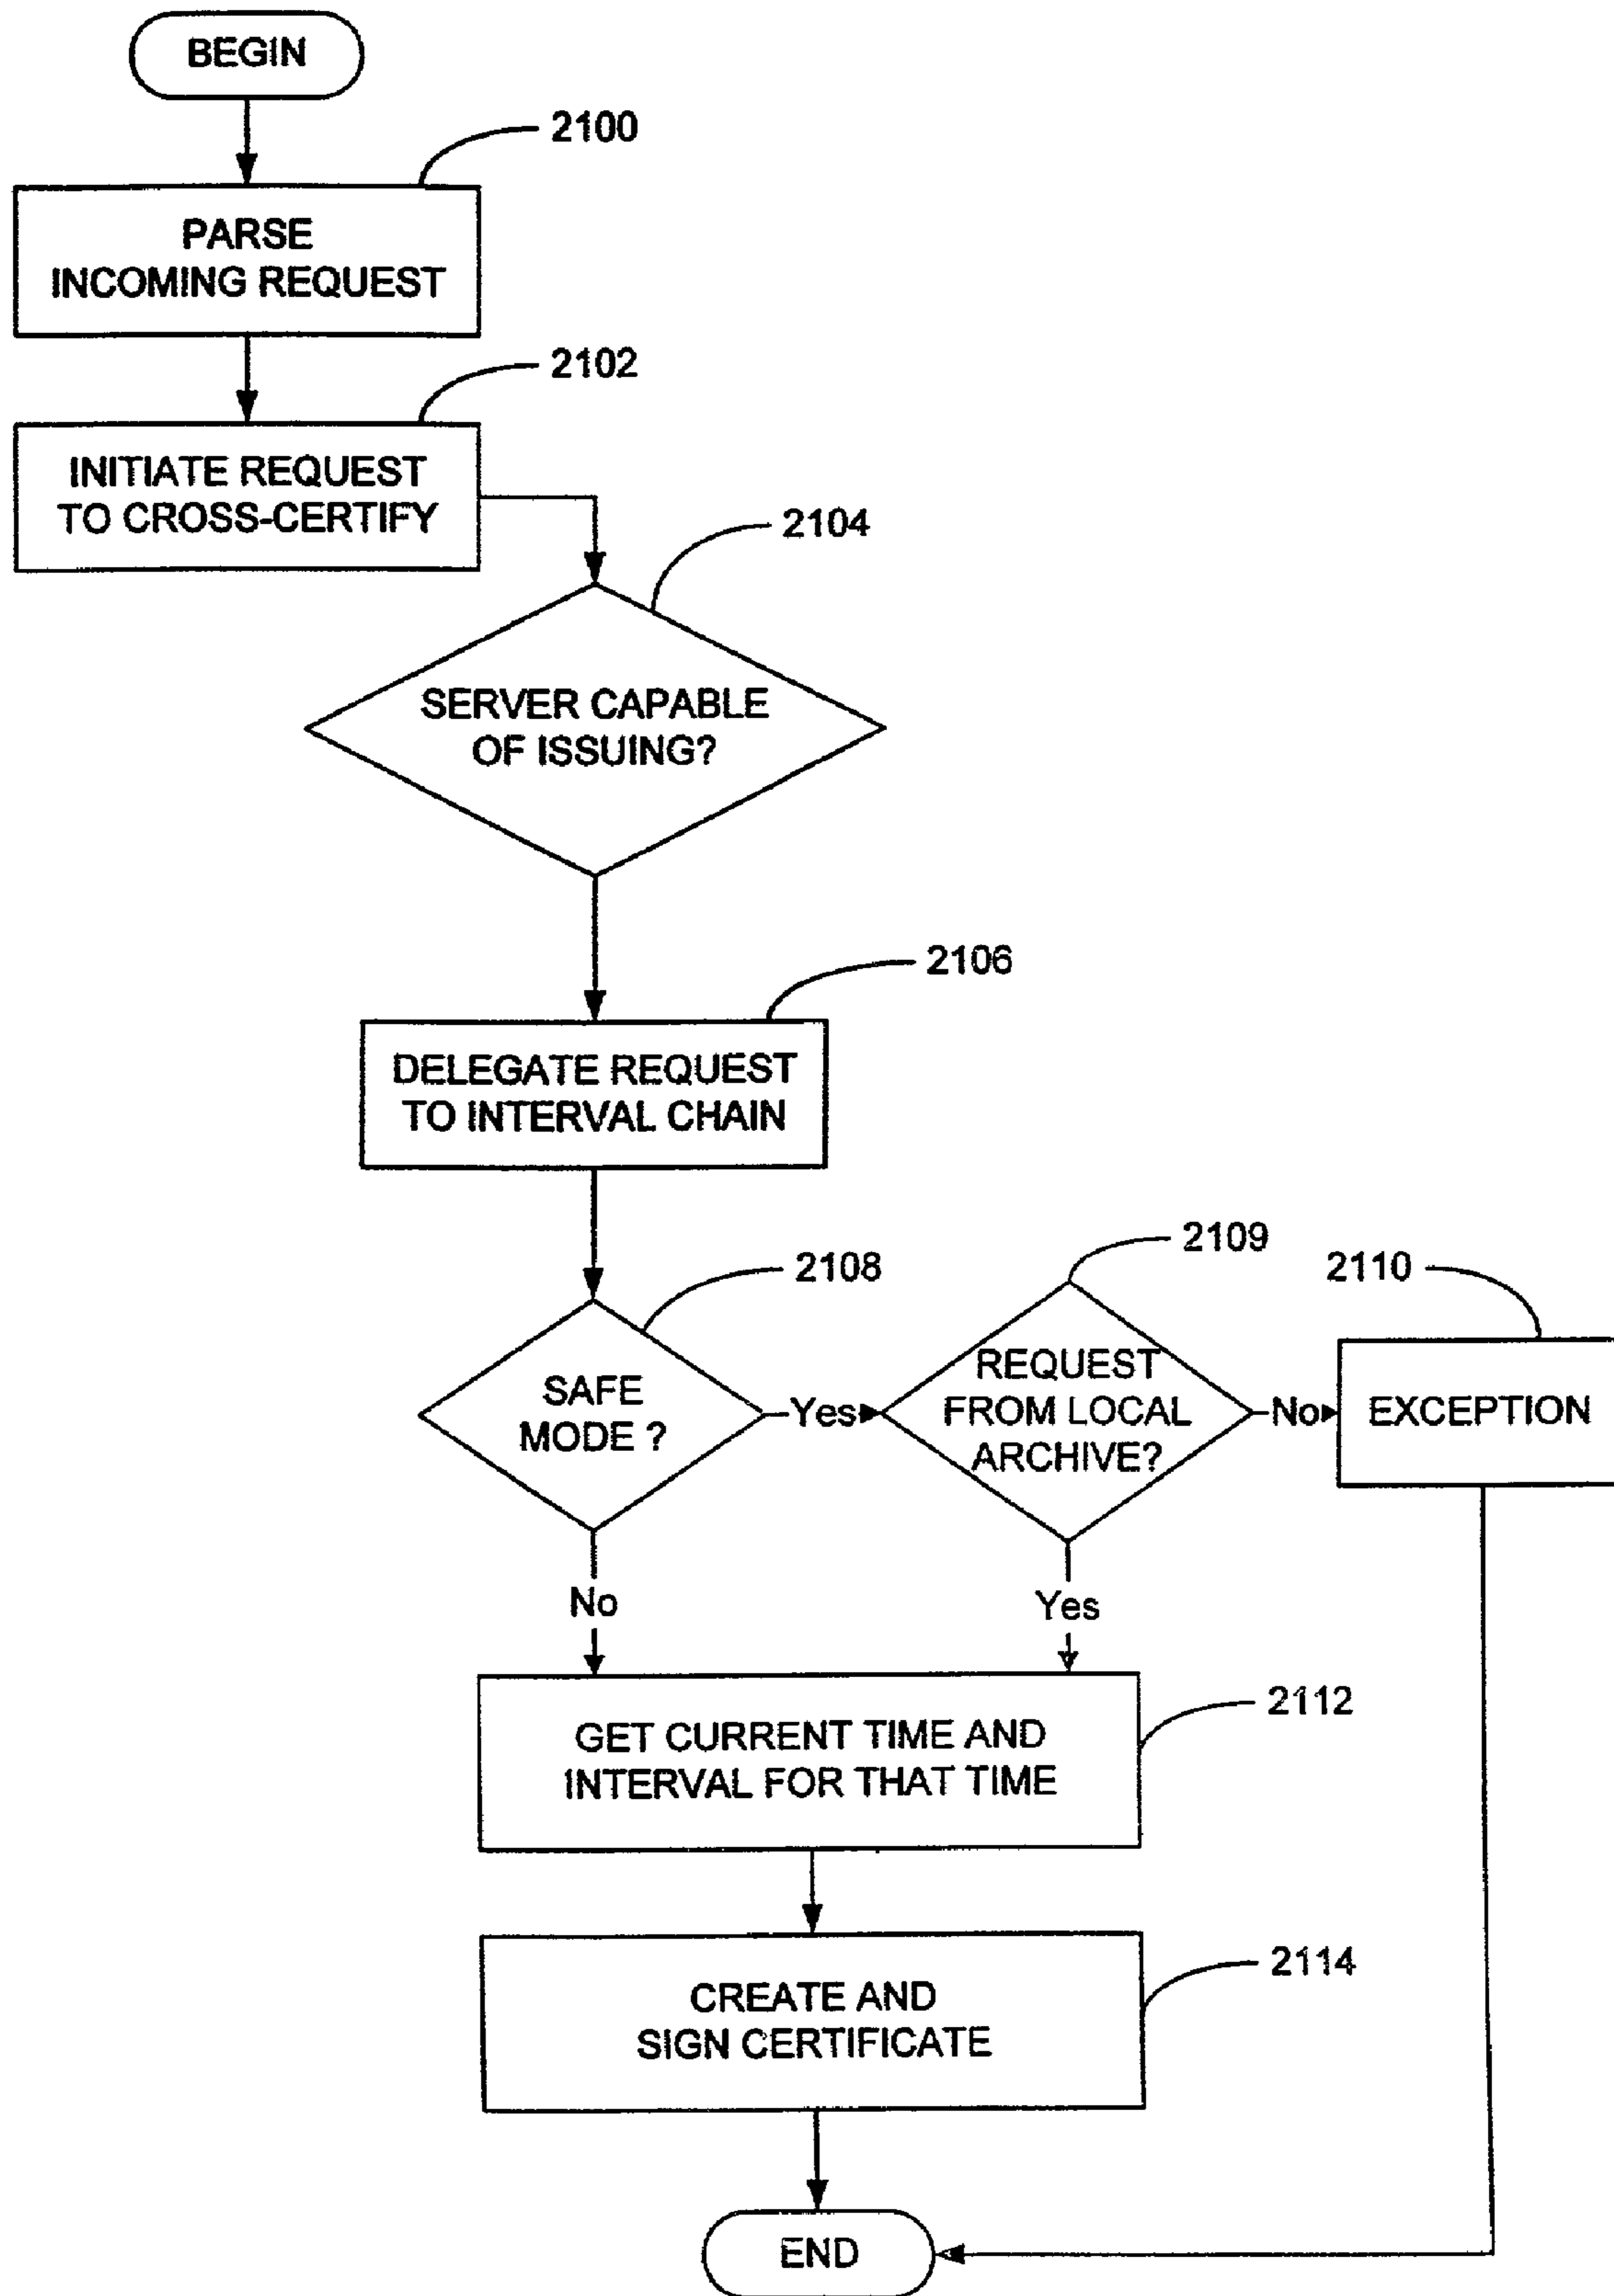 BEGIN
2100
PARSE
INCOMING REQUEST
2102
INITIATE REQUEST
TO CROSS-CERTIFY
2104
SERVER CAPABLE
OF ISSUING?
2106
DELEGATE REQUEST
TO INTERVAL CHAIN
2108
2109
2110
SAFE
MODE ?
Yes
REQUEST
FROM LOCAL
ARCHIVE?
No
EXCEPTION
No
Yes
2112
GET CURRENT TIME AND
INTERVAL FOR THAT TIME
2114
CREATE AND
SIGN CERTIFICATE
END